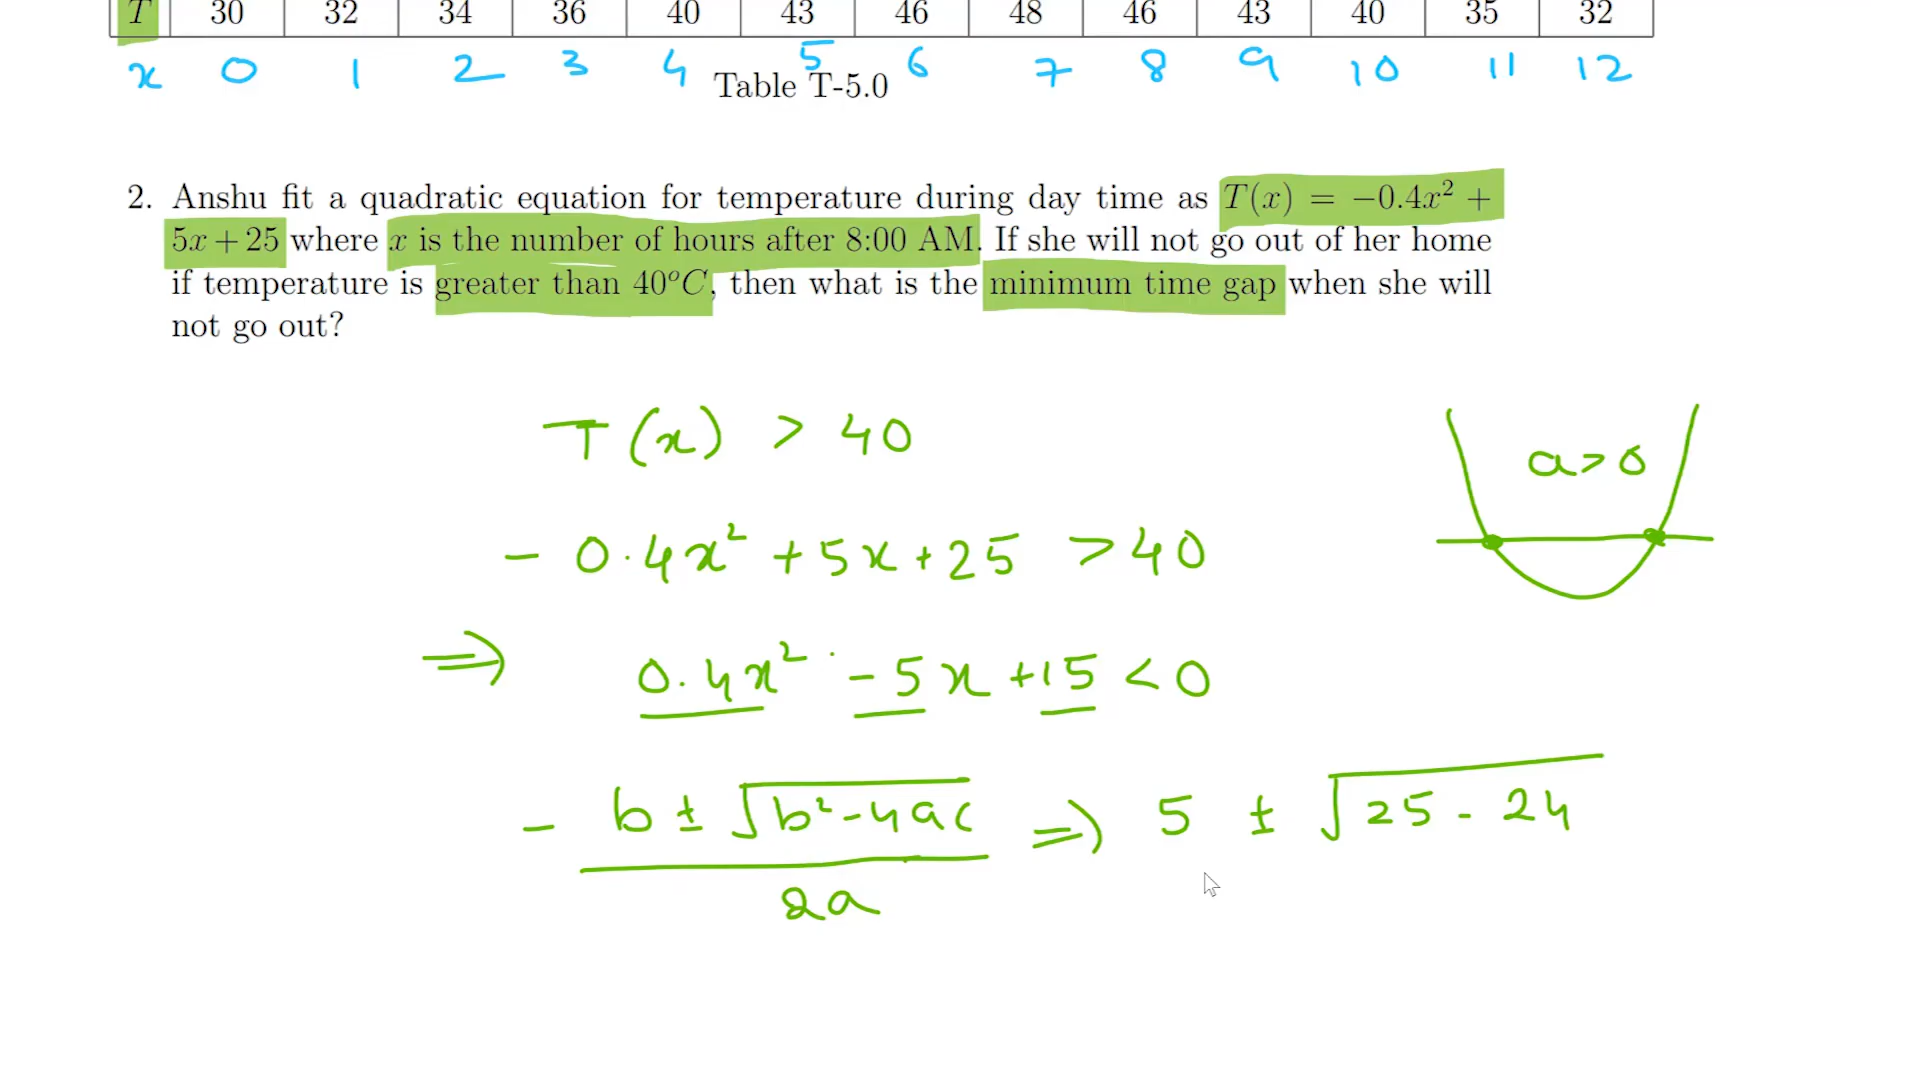 T 30 32 34 36 40 43 46 48 46 43 40 35 32
x 0 1 2 3 4 5 6 7 8 9 10 11 12
Table T-5.0
2. Anshu fit a quadratic equation for temperature during day time as T(x) = −0.4x² +
5x + 25 where x is the number of hours after 8:00 AM. If she will not go out of her home
if temperature is greater than 40°C, then what is the minimum time gap when she will
not go out?
T(x) > 40
a>0
- 0.4x² + 5x + 25 > 40
⇒ 0.4x² - 5x + 15 < 0
- b ± √b²-4ac ⇒ 5 ± √25 - 24
2a